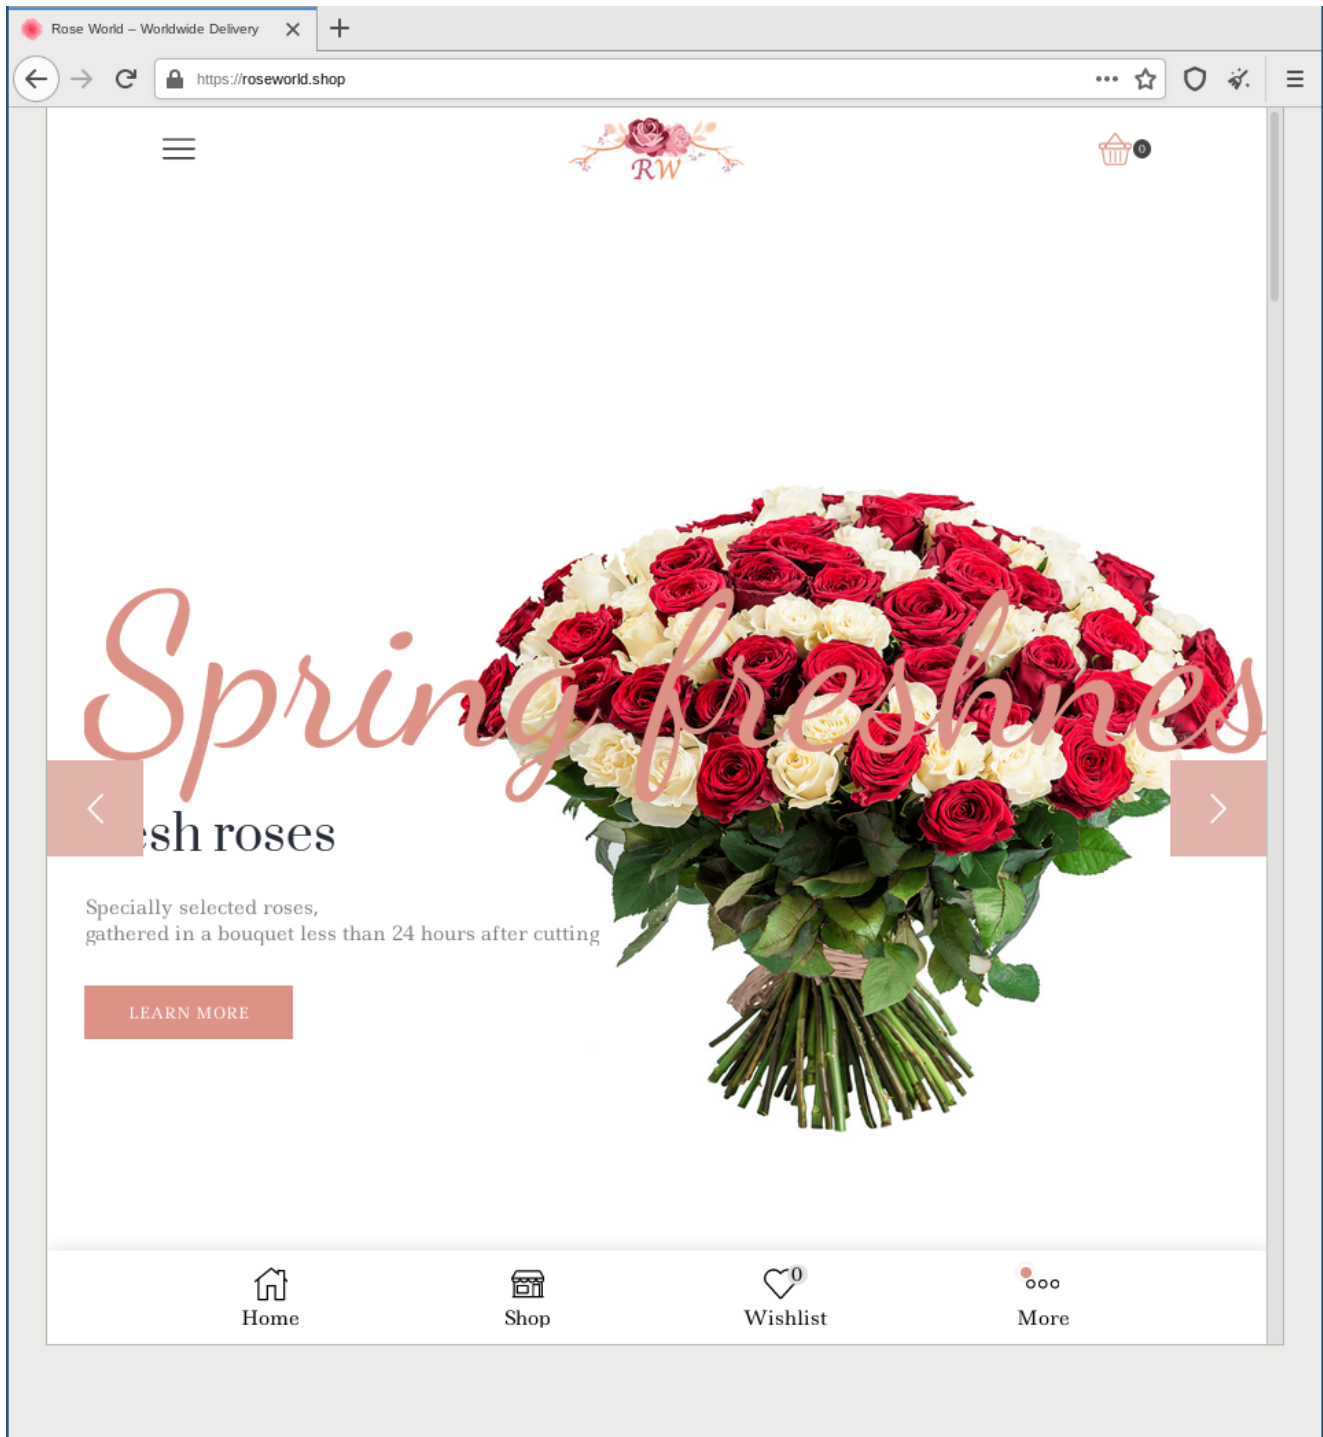 Rose World – Worldwide Delivery
https://roseworld.shop
RW
0
Spring freshnes
esh roses
Specially selected roses,
gathered in a bouquet less than 24 hours after cutting
LEARN MORE
0
Home Shop Wishlist More